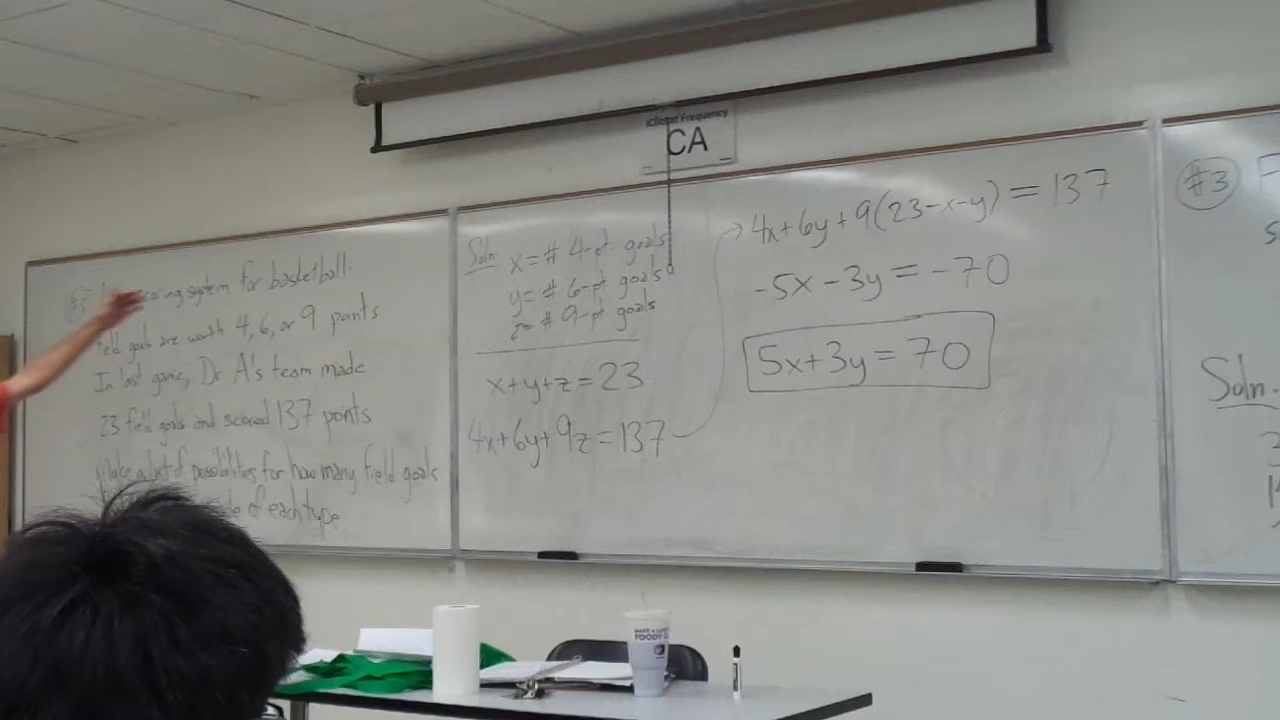 scoring system for basketball:
field goals are worth 4, 6, or 9 points
In last game, Dr A's team made
23 field goals and scored 137 points
Make a list of possibilities for how many field goals
of each type.
Soln.
x = # 4-pt. goals
y = # 6-pt goals
z = # 9-pt goals
x+y+z=23
4x+6y+9z=137
4x+6y+9(23-x-y) = 137
-5x-3y = -70
5x+3y = 70
Frequency
CA
#3
Soln.
FOODY